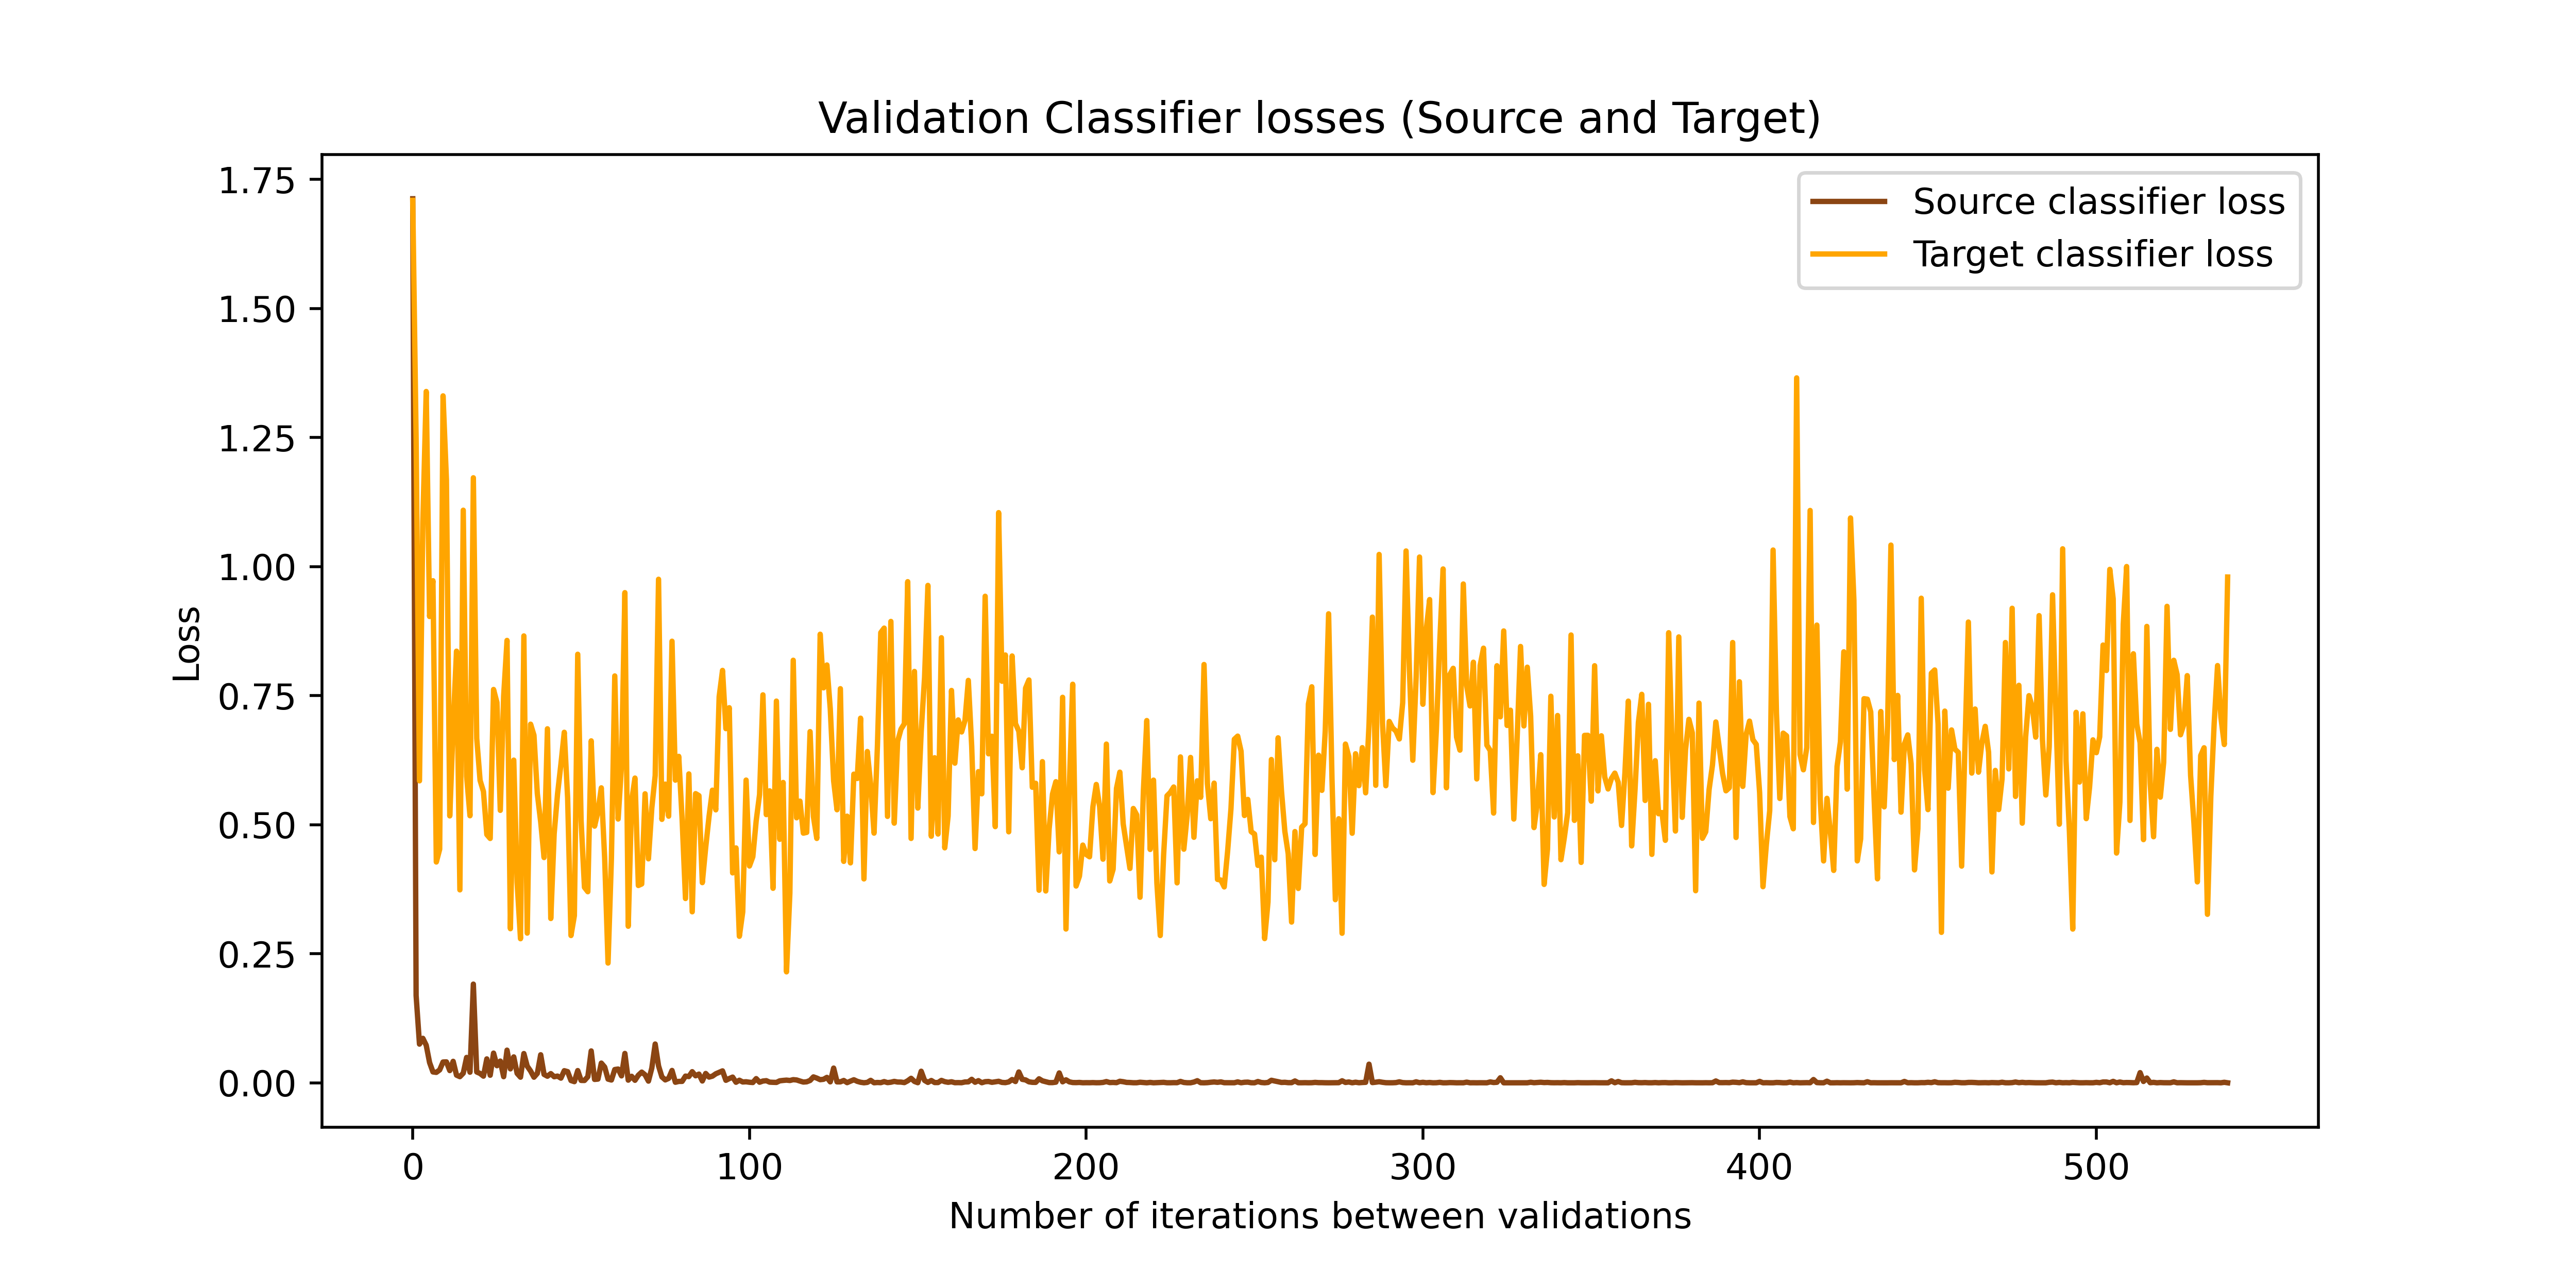 Validation Classifier losses (Source and Target)
1.75
1.50
1.25
1.00
0.75
0.50
0.25
0.00
Loss
Source classifier loss
Target classifier loss
0 100 200 300 400 500
Number of iterations between validations